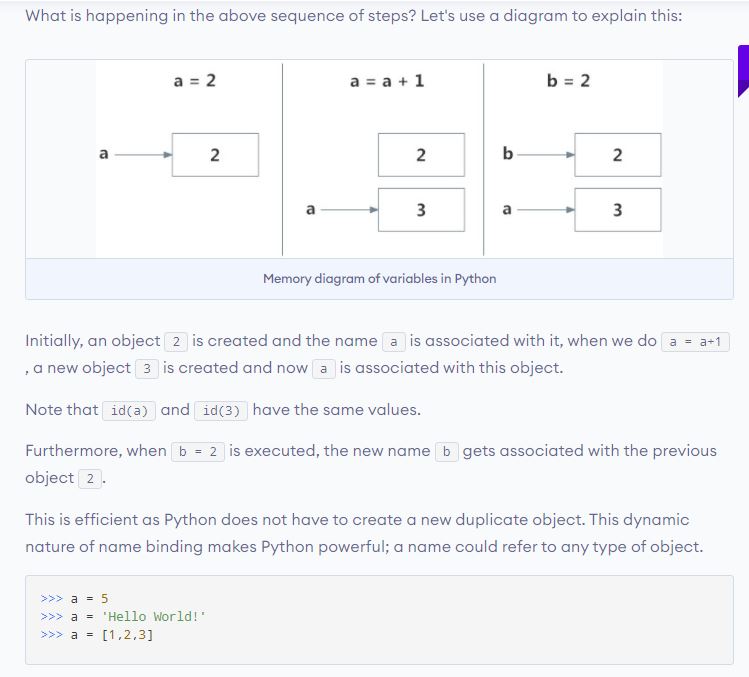 What is happening in the above sequence of steps? Let's use a diagram to explain this:
a = 2
a = a + 1
b = 2
a
2
2
b
2
a
3
a
3
Memory diagram of variables in Python
Initially, an object 2 is created and the name a is associated with it, when we do a = a+1
, a new object 3 is created and now a is associated with this object.
Note that id(a) and id(3) have the same values.
Furthermore, when b = 2 is executed, the new name b gets associated with the previous
object 2.
This is efficient as Python does not have to create a new duplicate object. This dynamic
nature of name binding makes Python powerful; a name could refer to any type of object.
>>> a = 5
>>> a = 'Hello World!'
>>> a = [1,2,3]